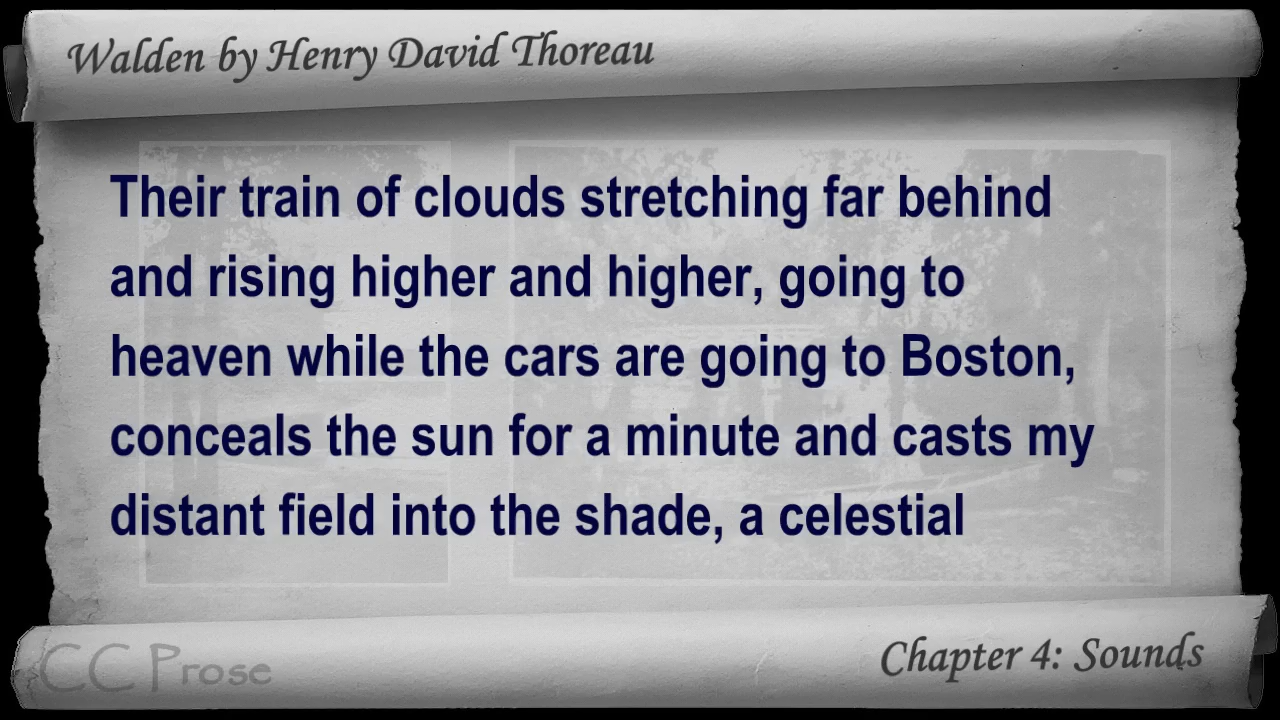 Walden by Henry David Thoreau
Their train of clouds stretching far behind
and rising higher and higher, going to
heaven while the cars are going to Boston,
conceals the sun for a minute and casts my
distant field into the shade, a celestial
CC Prose
Chapter 4: Sounds